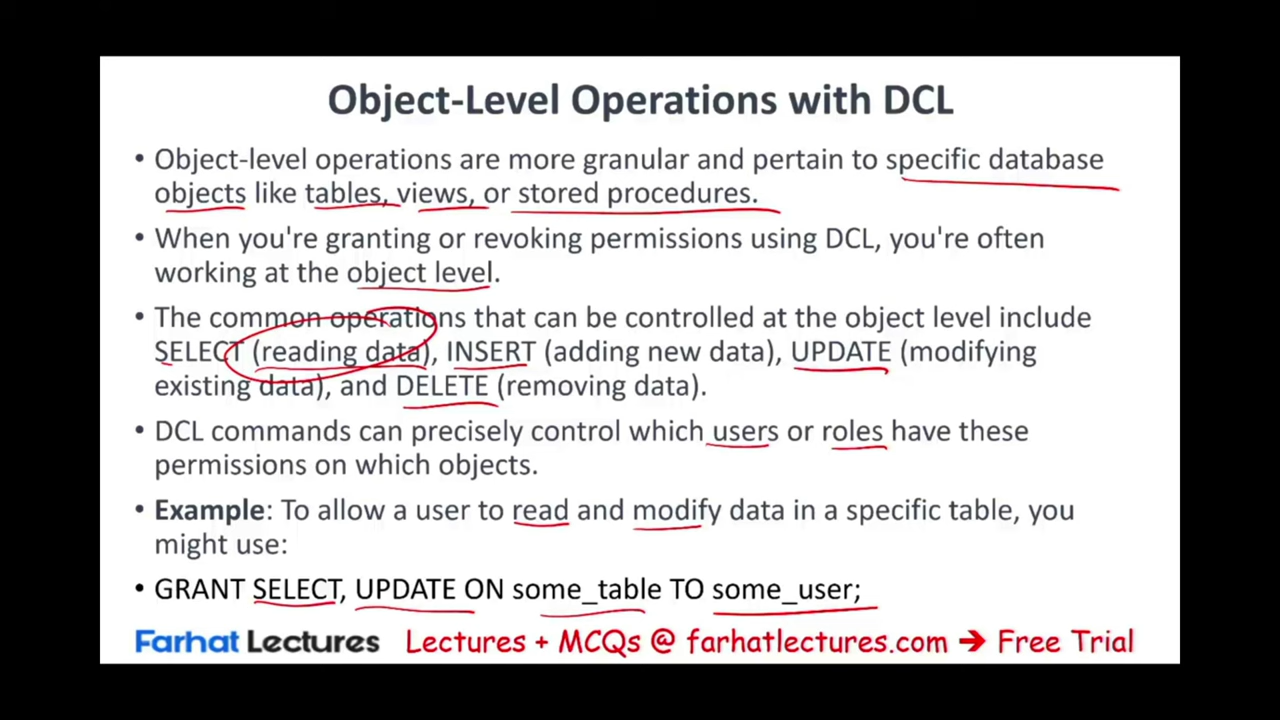 Object-Level Operations with DCL
• Object-level operations are more granular and pertain to specific database
objects like tables, views, or stored procedures.
• When you're granting or revoking permissions using DCL, you're often
working at the object level.
• The common operations that can be controlled at the object level include
SELECT (reading data), INSERT (adding new data), UPDATE (modifying
existing data), and DELETE (removing data).
• DCL commands can precisely control which users or roles have these
permissions on which objects.
• Example: To allow a user to read and modify data in a specific table, you
might use:
• GRANT SELECT, UPDATE ON some_table TO some_user;
Farhat Lectures Lectures + MCQs @ farhatlectures.com → Free Trial